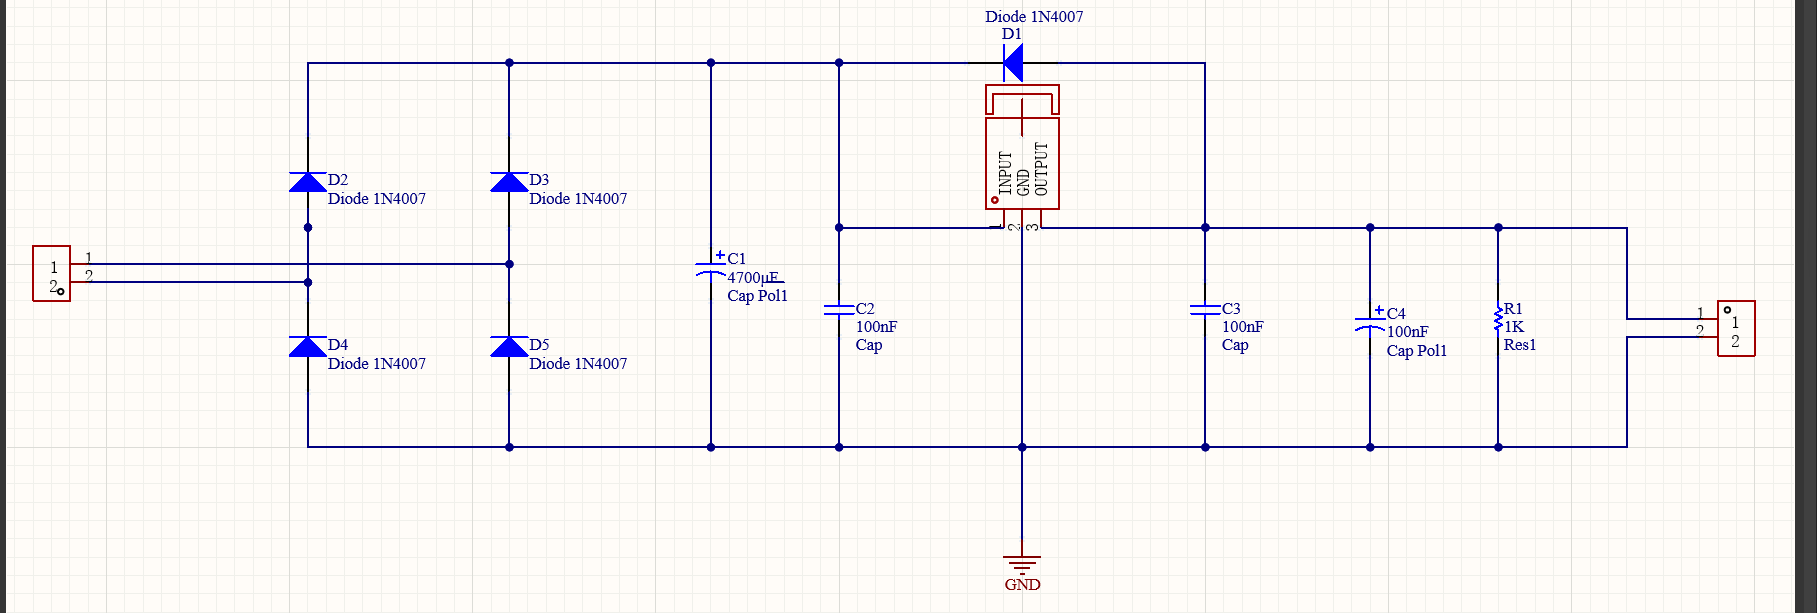 Diode 1N4007
D1
INPUT
GND
OUTPUT
1
2
3
D2
Diode 1N4007
D3
Diode 1N4007
1
2
1
2
C1
4700µF
Cap Pol1
C2
100nF
Cap
C3
100nF
Cap
C4
100nF
Cap Pol1
R1
1K
Res1
1
2
1
2
D4
Diode 1N4007
D5
Diode 1N4007
GND